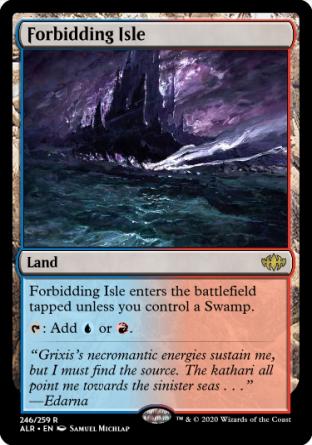 Forbidding Isle
Land
Forbidding Isle enters the battlefield
tapped unless you control a Swamp.
: Add or .
“Grixis's necromantic energies sustain me,
but I must find the source. The kathari all
point me towards the sinister seas . . .”
—Edarna
246/259 R
ALR • EN SAMUEL MICHLAP
™ & © 2020 Wizards of the Coast